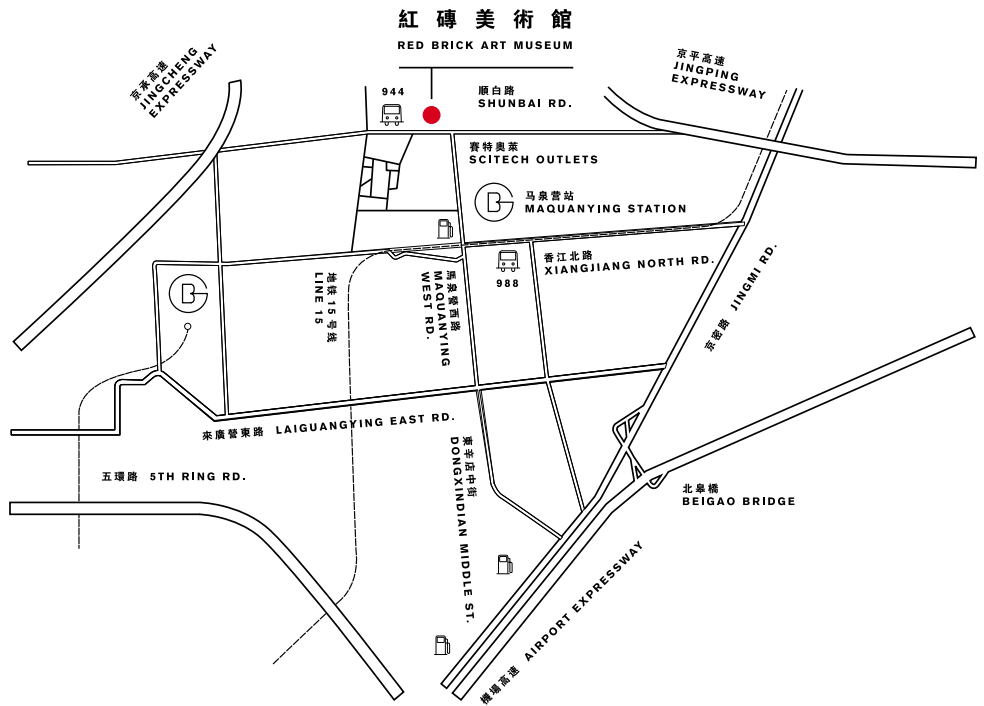 紅磚美術館
RED BRICK ART MUSEUM
京承高速
JINGCHENG
EXPRESSWAY
944
順白路
SHUNBAI RD.
京平高速
JINGPING
EXPRESSWAY
賽特奧萊
SCITECH OUTLETS
马泉营站
MAQUANYING STATION
香江北路
XIANGJIANG NORTH RD.
988
地铁 15 号线
LINE 15
馬泉營西路
MAQUANYING
WEST RD.
京密路 JINGMI RD.
來廣營東路 LAIGUANGYING EAST RD.
五環路 5TH RING RD.
東辛店中街
DONGXINDIAN MIDDLE ST.
北皋橋
BEIGAO BRIDGE
機場高速 AIRPORT EXPRESSWAY